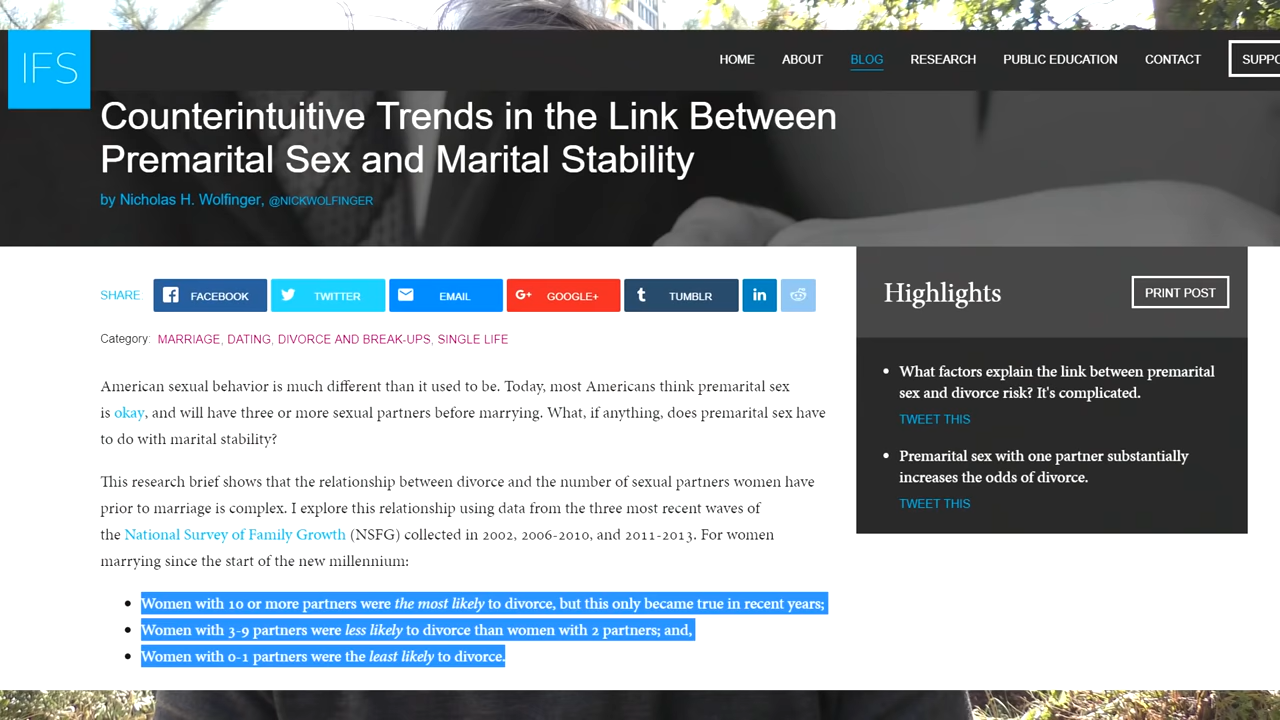 IFS
HOME ABOUT BLOG RESEARCH PUBLIC EDUCATION CONTACT SUPPO
Counterintuitive Trends in the Link Between
Premarital Sex and Marital Stability
by Nicholas H. Wolfinger, @NICKWOLFINGER
SHARE FACEBOOK TWITTER EMAIL GOOGLE+ TUMBLR in
Category: MARRIAGE, DATING, DIVORCE AND BREAK-UPS, SINGLE LIFE
American sexual behavior is much different than it used to be. Today, most Americans think premarital sex
is okay, and will have three or more sexual partners before marrying. What, if anything, does premarital sex have
to do with marital stability?
This research brief shows that the relationship between divorce and the number of sexual partners women have
prior to marriage is complex. I explore this relationship using data from the three most recent waves of
the National Survey of Family Growth (NSFG) collected in 2002, 2006-2010, and 2011-2013. For women
marrying since the start of the new millennium:
• Women with 10 or more partners were the most likely to divorce, but this only became true in recent years;
• Women with 3-9 partners were less likely to divorce than women with 2 partners; and,
• Women with 0-1 partners were the least likely to divorce.
Highlights PRINT POST
• What factors explain the link between premarital
sex and divorce risk? It's complicated.
TWEET THIS
• Premarital sex with one partner substantially
increases the odds of divorce.
TWEET THIS